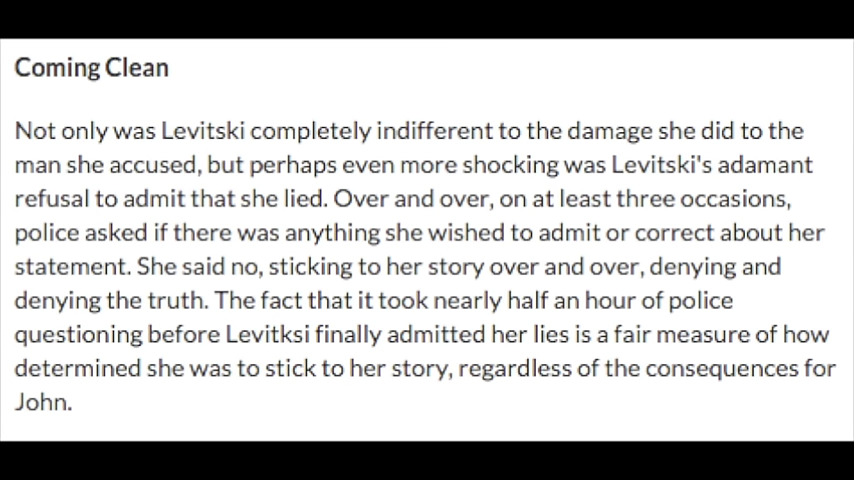 Coming Clean
Not only was Levitski completely indifferent to the damage she did to the
man she accused, but perhaps even more shocking was Levitski's adamant
refusal to admit that she lied. Over and over, on at least three occasions,
police asked if there was anything she wished to admit or correct about her
statement. She said no, sticking to her story over and over, denying and
denying the truth. The fact that it took nearly half an hour of police
questioning before Levitksi finally admitted her lies is a fair measure of how
determined she was to stick to her story, regardless of the consequences for
John.